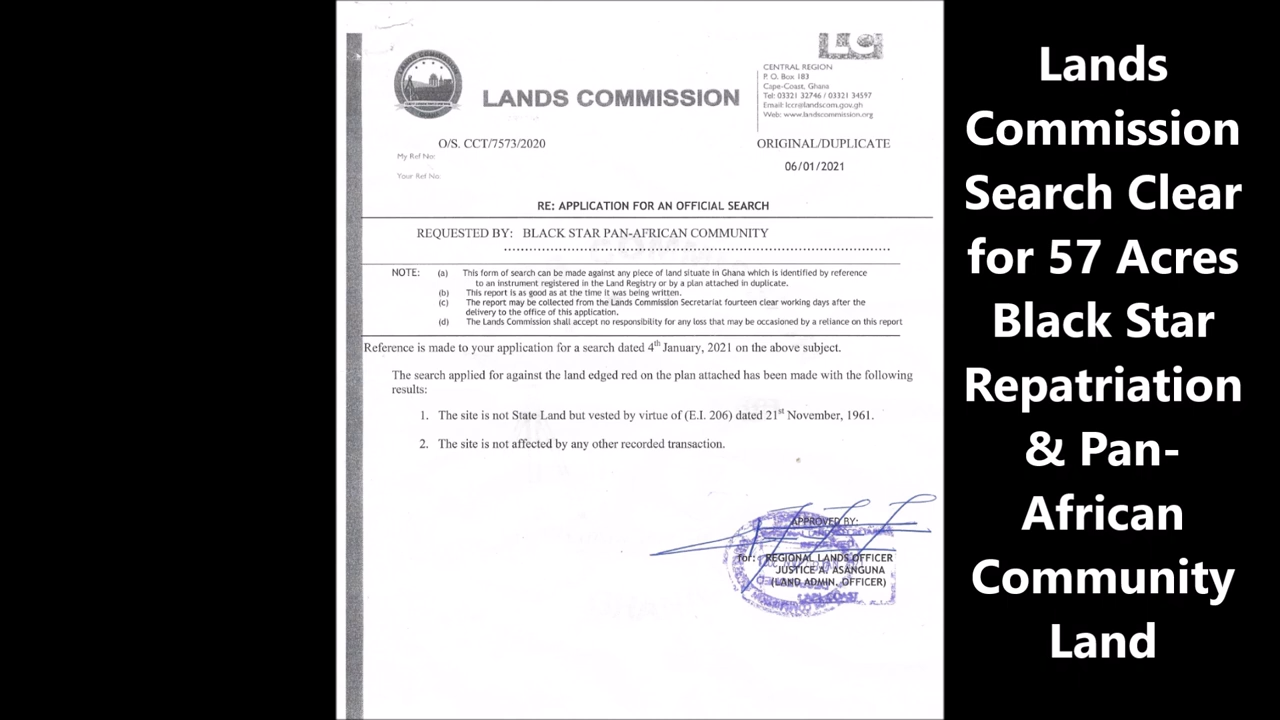 LANDS COMMISSION
CENTRAL REGION
P. O. Box 183
Cape-Coast, Ghana
Tel: 03321 32746 / 03321 34597
Email: lccr@landscom.gov.gh
Web: www.landscommission.org
O/S. CCT/7573/2020
ORIGINAL/DUPLICATE
My Ref No:
06/01/2021
Your Ref No:
RE: APPLICATION FOR AN OFFICIAL SEARCH
REQUESTED BY: BLACK STAR PAN-AFRICAN COMMUNITY
NOTE: (a) This form of search can be made against any piece of land situate in Ghana which is identified by reference
to an instrument registered in the Land Registry or by a plan attached in duplicate.
(b) This report is as good as at the time it was being written.
(c) The report may be collected from the Lands Commission Secretariat fourteen clear working days after the
delivery to the office of this application.
(d) The Lands Commission shall accept no responsibility for any loss that may be occasioned by a reliance on this report
Reference is made to your application for a search dated 4th January, 2021 on the above subject.
The search applied for against the land edged red on the plan attached has been made with the following
results:
1. The site is not State Land but vested by virtue of (E.I. 206) dated 21st November, 1961.
2. The site is not affected by any other recorded transaction.
APPROVED BY:
for: REGIONAL LANDS OFFICER
JUSTICE A. ASANGUNA
(LAND ADMIN. OFFICER)
Lands
Commission
Search Clear
for 57 Acres
Black Star
Repatriation
& Pan-
African
Community
Land